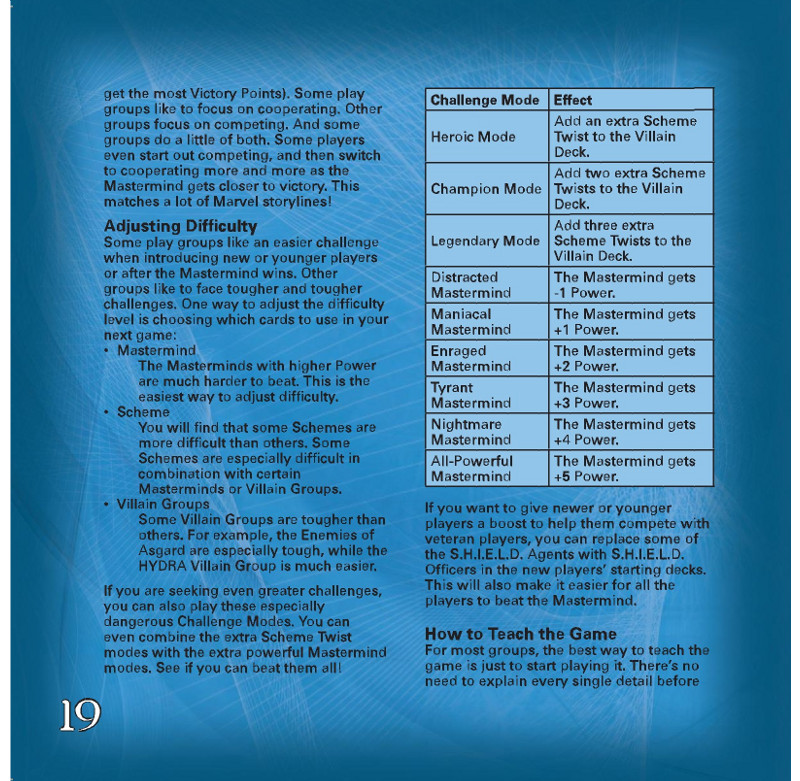 get the most Victory Points). Some play
groups like to focus on cooperating. Other
groups focus on competing. And some
groups do a little of both. Some players
even start out competing, and then switch
to cooperating more and more as the
Mastermind gets closer to victory. This
matches a lot of Marvel storylines!
Adjusting Difficulty
Some play groups like an easier challenge
when introducing new or younger players
or after the Mastermind wins. Other
groups like to face tougher and tougher
challenges. One way to adjust the difficulty
level is choosing which cards to use in your
next game:
• Mastermind
The Masterminds with higher Power
are much harder to beat. This is the
easiest way to adjust difficulty.
• Scheme
You will find that some Schemes are
more difficult than others. Some
Schemes are especially difficult in
combination with certain
Masterminds or Villain Groups.
• Villain Groups
Some Villain Groups are tougher than
others. For example, the Enemies of
Asgard are especially tough, while the
HYDRA Villain Group is much easier.
If you are seeking even greater challenges,
you can also play these especially
dangerous Challenge Modes. You can
even combine the extra Scheme Twist
modes with the extra powerful Mastermind
modes. See if you can beat them all!
Challenge Mode Effect
Heroic Mode
Add an extra Scheme
Twist to the Villain
Deck.
Champion Mode
Add two extra Scheme
Twists to the Villain
Deck.
Legendary Mode
Add three extra
Scheme Twists to the
Villain Deck.
Distracted
Mastermind
The Mastermind gets
-1 Power.
Maniacal
Mastermind
The Mastermind gets
+1 Power.
Enraged
Mastermind
The Mastermind gets
+2 Power.
Tyrant
Mastermind
The Mastermind gets
+3 Power.
Nightmare
Mastermind
The Mastermind gets
+4 Power.
All-Powerful
Mastermind
The Mastermind gets
+5 Power.
If you want to give newer or younger
players a boost to help them compete with
veteran players, you can replace some of
the S.H.I.E.L.D. Agents with S.H.I.E.L.D.
Officers in the new players' starting decks.
This will also make it easier for all the
players to beat the Mastermind.
How to Teach the Game
For most groups, the best way to teach the
game is just to start playing it. There's no
need to explain every single detail before
19